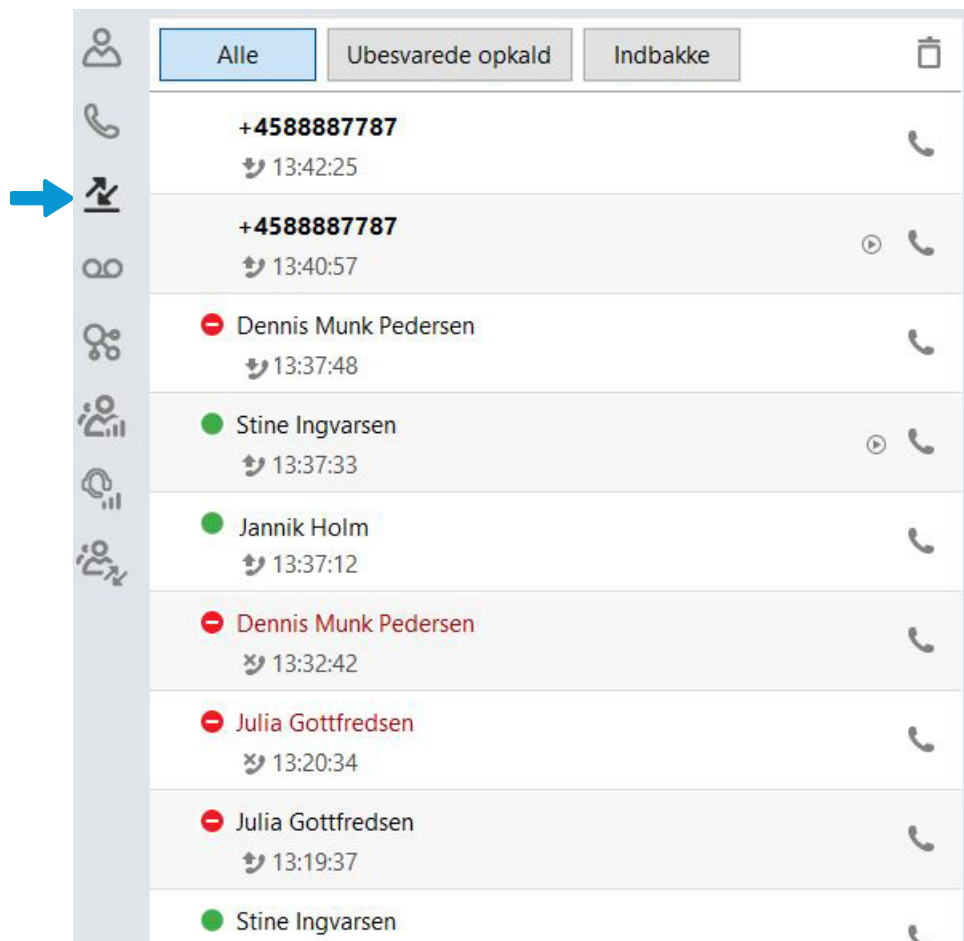 Alle
Ubesvarede opkald
Indbakke
+4588887787
13:42:25
+4588887787
13:40:57
Dennis Munk Pedersen
13:37:48
Stine Ingvarsen
13:37:33
Jannik Holm
13:37:12
Dennis Munk Pedersen
13:32:42
Julia Gottfredsen
13:20:34
Julia Gottfredsen
13:19:37
Stine Ingvarsen